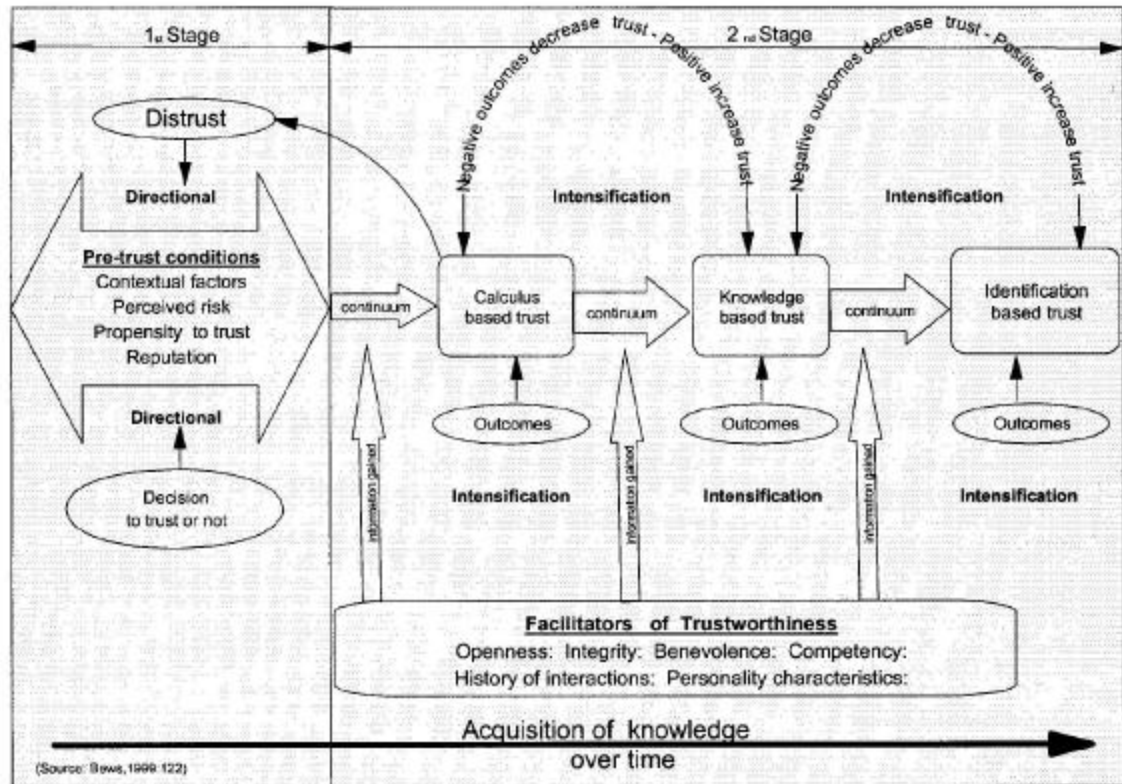 1st Stage
2nd Stage
Negative outcomes decrease trust - Positive increase trust
Negative outcomes decrease trust - Positive increase trust
Distrust
Directional
Intensification
Intensification
Pre-trust conditions
Contextual factors
Perceived risk
Propensity to trust
Reputation
continuum
Calculus
based trust
continuum
Knowledge
based trust
continuum
Identification
based trust
Directional
Outcomes
Outcomes
Outcomes
Decision
to trust or not
information gained
Intensification
information gained
Intensification
information gained
Intensification
Facilitators of Trustworthiness
Openness: Integrity: Benevolence: Competency:
History of interactions: Personality characteristics:
Acquisition of knowledge
over time
(Source: Bews,1999:122)